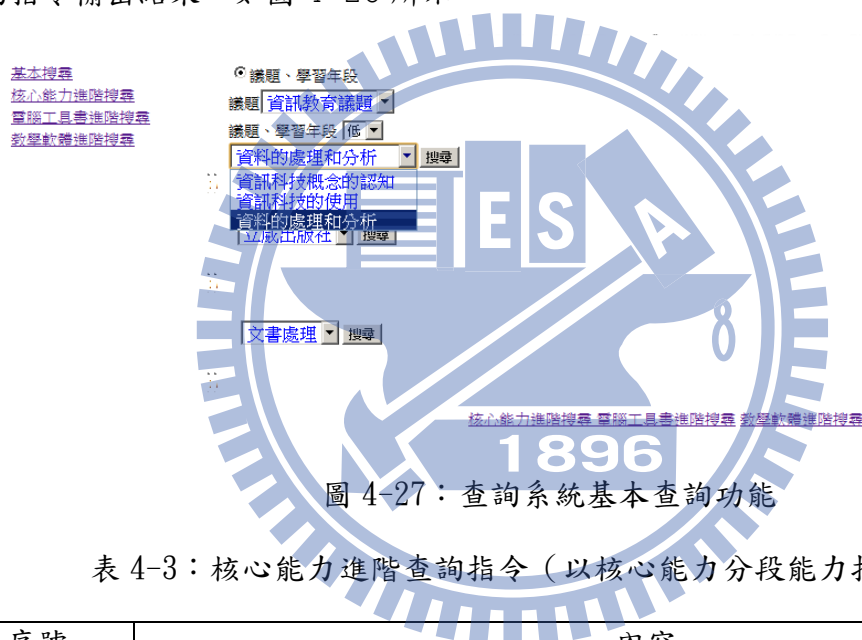 基本搜尋
核心能力進階搜尋
電腦工具書進階搜尋
教學軟體進階搜尋
議題、學習年段
議題 資訊教育議題
議題、學習年段 低
資料的處理和分析 搜尋
資訊科技概念的認知
資訊科技的使用
資料的處理和分析
搜尋
文書處理 搜尋
核心能力進階搜尋 電腦工具書進階搜尋 教學軟體進階搜尋
E S A
1896
圖 4-27：查詢系統基本查詢功能
表 4-3：核心能力進階查詢指令（以核心能力分段能力